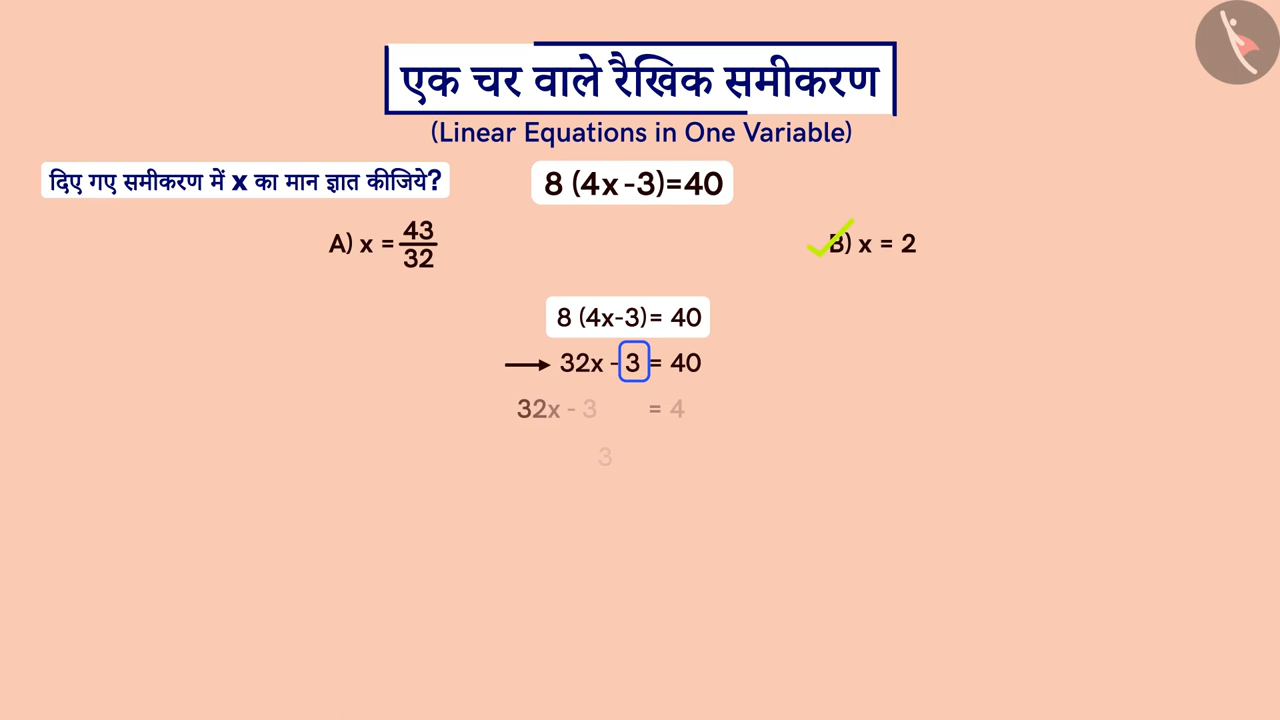 एक चर वाले रैखिक समीकरण
(Linear Equations in One Variable)
दिए गए समीकरण में x का मान ज्ञात कीजिये?
8 (4x -3)=40
A) x = 43/32
B) x = 2
8 (4x-3)= 40
32x - 3 = 40
32x - 3 = 4
3